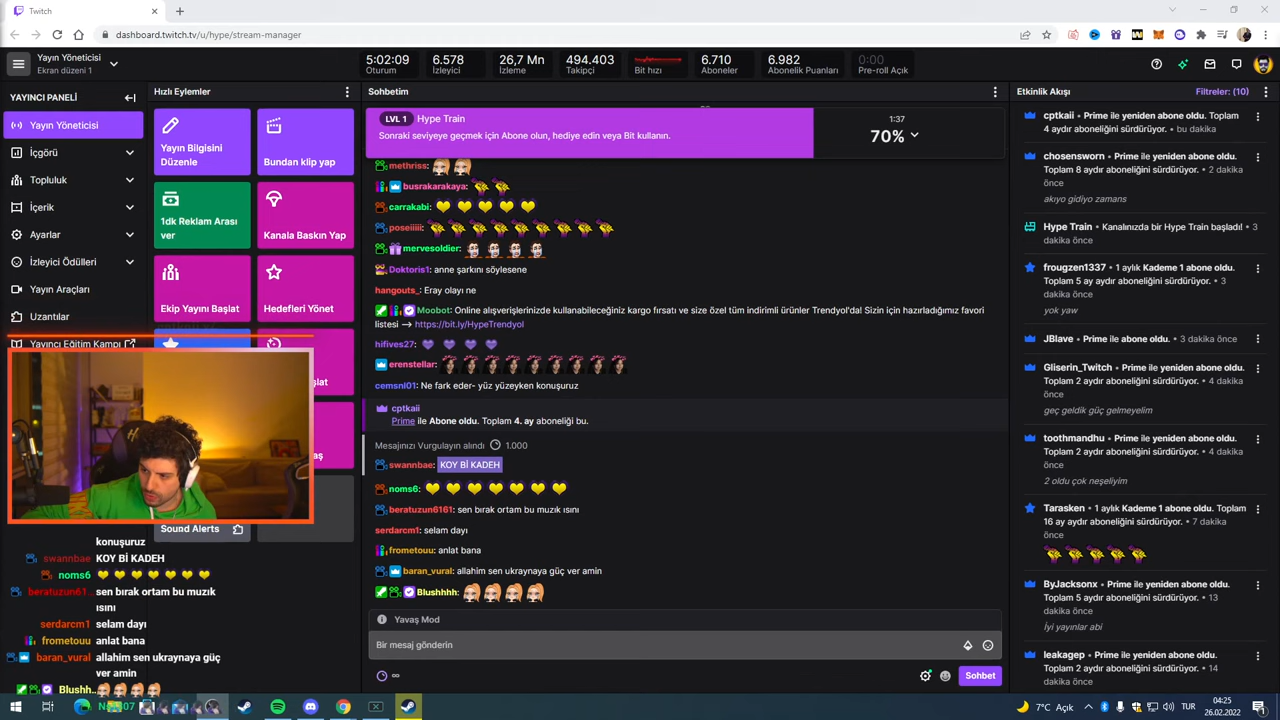 Twitch
dashboard.twitch.tv/u/hype/stream-manager
Yayın Yöneticisi
Ekran düzeni 1
5:02:09
Oturum
6.578
İzleyici
26,7 Mn
İzleme
494.403
Takipçi
Bit hızı
6.710
Aboneler
6.982
Abonelik Puanları
0:00
Pre-roll Açık
YAYINCI PANELİ
Yayın Yöneticisi
İçgörü
Topluluk
İçerik
Ayarlar
İzleyici Ödülleri
Yayın Araçları
Uzantılar
Yayıncı Eğitim Kampı
Hızlı Eylemler
Yayın Bilgisini
Düzenle
Bundan klip yap
1dk Reklam Arası
ver
Kanala Baskın Yap
Ekip Yayını Başlat
Hedefleri Yönet
Sound Alerts
konuşuruz
swannbae KOY Bİ KADEH
noms6
beratuzun61... sen bırak ortam bu muzık
ısını
serdarcm1 selam dayı
frometouu anlat bana
baran_vural allahim sen ukraynaya güç
ver amin
Blushh..
Sohbetim
LVL 1 Hype Train
Sonraki seviyeye geçmek için Abone olun, hediye edin veya Bit kullanın.
1:37
70%
methriss:
busrakarakaya:
carrakabi:
poseiiiii:
mervesoldier:
Doktoris1: anne şarkını söylesene
hangouts_: Eray olayı ne
Moobot: Online alışverişlerinizde kullanabileceğiniz kargo fırsatı ve size özel tüm indirimli ürünler Trendyol'da! Sizin için hazırladığımız favori
listesi --> https://bit.ly/HypeTrendyol
hifives27:
erenstellar:
cemsnl01: Ne fark eder- yüz yüzeyken konuşuruz
cptkaii
Prime ile Abone oldu. Toplam 4. ay aboneliği bu.
Mesajınızı Vurgulayın alındı 1.000
swannbae: KOY Bİ KADEH
noms6:
beratuzun6161: sen bırak ortam bu muzık ısını
serdarcm1: selam dayı
frometouu: anlat bana
baran_vural: allahim sen ukraynaya güç ver amin
Blushhhh:
Yavaş Mod
Bir mesaj gönderin
Sohbet
Etkinlik Akışı
Filtreler: (10)
cptkaii • Prime ile yeniden abone oldu. Toplam
4 aydır aboneliğini sürdürüyor. • bu dakika
chosensworn • Prime ile yeniden abone oldu.
Toplam 8 aydır aboneliğini sürdürüyor. • 2 dakika
önce
akıyo gidiyo zamans
Hype Train • Kanalınızda bir Hype Train başladı! • 3
dakika önce
frougzen1337 • 1 aylık Kademe 1 abone oldu.
Toplam 5 ay aydır aboneliğini sürdürüyor. • 3
dakika önce
yok yaw
JBlave • Prime ile abone oldu. • 3 dakika önce
Gliserin_Twitch • Prime ile yeniden abone oldu.
Toplam 2 aydır aboneliğini sürdürüyor. • 4 dakika
önce
geç geldik güç gelmeyelim
toothmandhu • Prime ile yeniden abone oldu.
Toplam 2 aydır aboneliğini sürdürüyor. • 4 dakika
önce
2 oldu çok neşeliyim
Tarasken • 1 aylık Kademe 1 abone oldu. Toplam
16 ay aydır aboneliğini sürdürüyor. • 7 dakika
önce
ByJacksonx • Prime ile yeniden abone oldu.
Toplam 5 aydır aboneliğini sürdürüyor. • 13
dakika önce
İyi yayınlar abi
leakagep • Prime ile yeniden abone oldu.
Toplam 2 aydır aboneliğini sürdürüyor. • 14
dakika önce
7°C Açık
TUR
04:25
26.02.2022